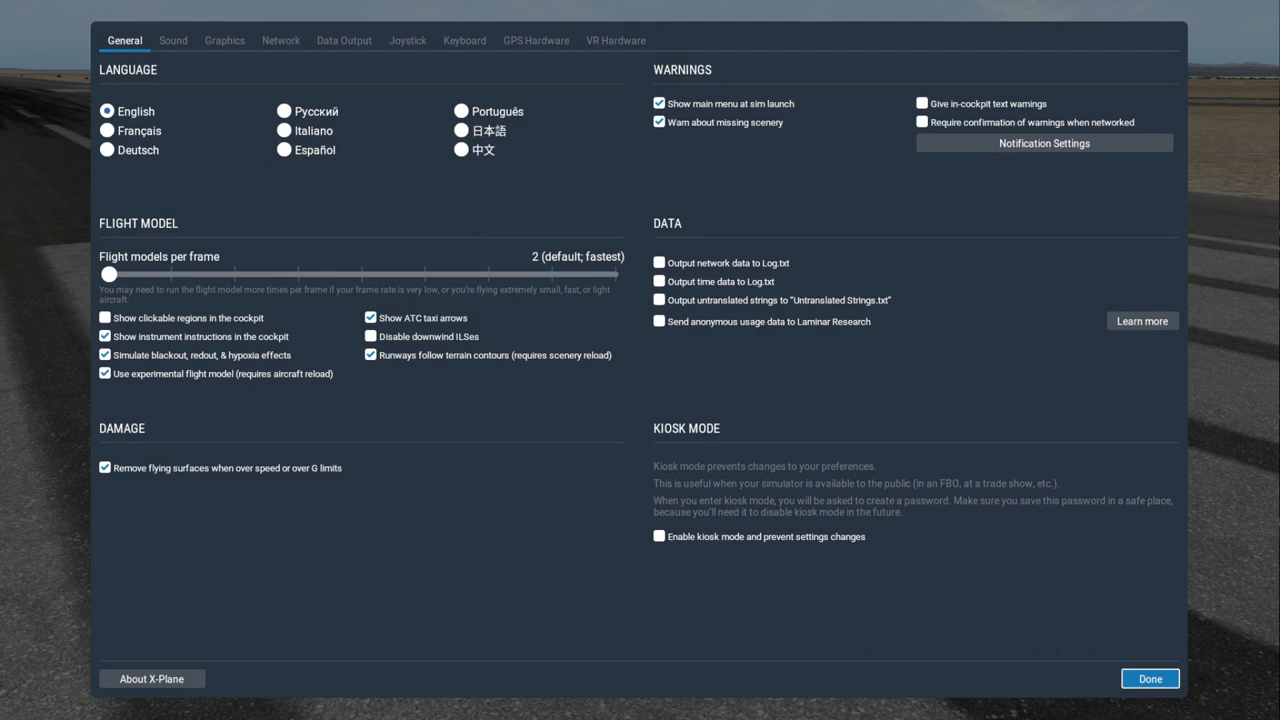 General Sound Graphics Network Data Output Joystick Keyboard GPS Hardware VR Hardware
LANGUAGE
English Русский Português
Français Italiano 日本語
Deutsch Español 中文
WARNINGS
Show main menu at sim launch
Warn about missing scenery
Give in-cockpit text warnings
Require confirmation of warnings when networked
Notification Settings
FLIGHT MODEL
Flight models per frame 2 (default; fastest)
You may need to run the flight model more times per frame if your frame rate is very low, or you're flying extremely small, fast, or light
aircraft.
Show clickable regions in the cockpit
Show instrument instructions in the cockpit
Simulate blackout, redout, & hypoxia effects
Use experimental flight model (requires aircraft reload)
Show ATC taxi arrows
Disable downwind ILSes
Runways follow terrain contours (requires scenery reload)
DATA
Output network data to Log.txt
Output time data to Log.txt
Output untranslated strings to “Untranslated Strings.txt”
Send anonymous usage data to Laminar Research
Learn more
DAMAGE
Remove flying surfaces when over speed or over G limits
KIOSK MODE
Kiosk mode prevents changes to your preferences.
This is useful when your simulator is available to the public (in an FBO, at a trade show, etc.).
When you enter kiosk mode, you will be asked to create a password. Make sure you save this password in a safe place,
because you'll need it to disable kiosk mode in the future.
Enable kiosk mode and prevent settings changes
About X-Plane
Done